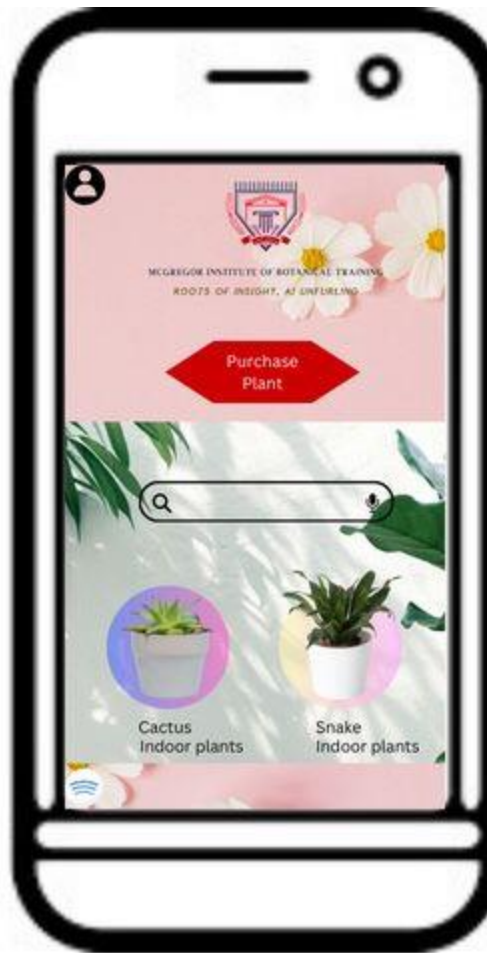 MCGREGOR INSTITUTE OF BOTANICAL TRAINING
ROOTS OF INSIGHT, AI UNFURLING
Purchase
Plant
Cactus
Indoor plants
Snake
Indoor plants